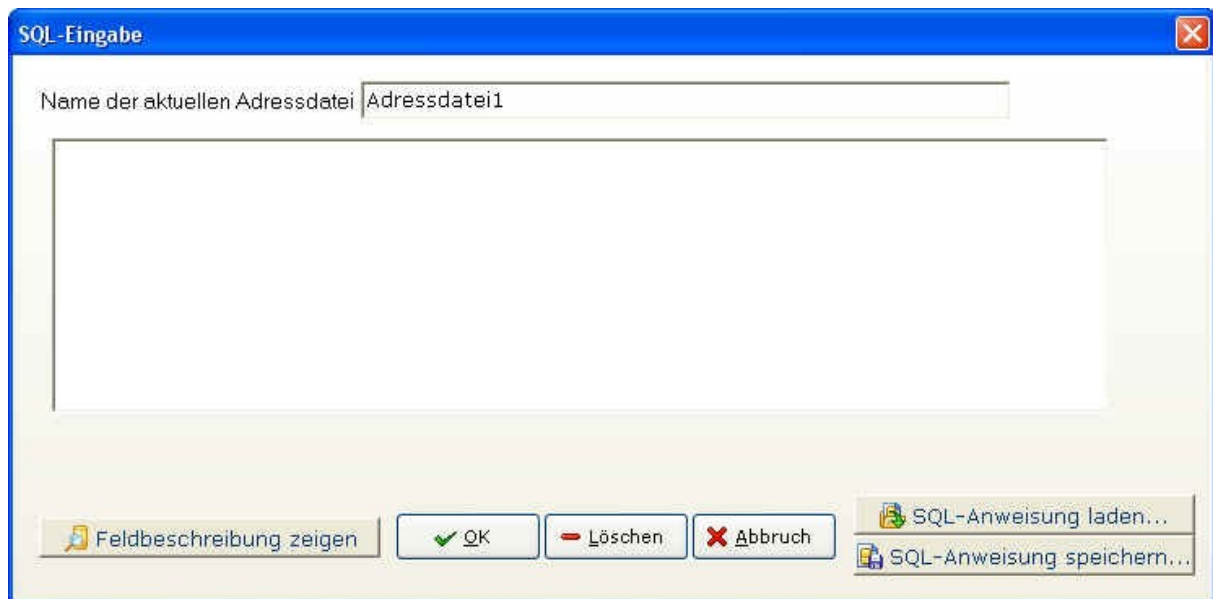 SQL-Eingabe
Name der aktuellen Adressdatei Adressdatei1
Feldbeschreibung zeigen
OK
Löschen
Abbruch
SQL-Anweisung laden...
SQL-Anweisung speichern...